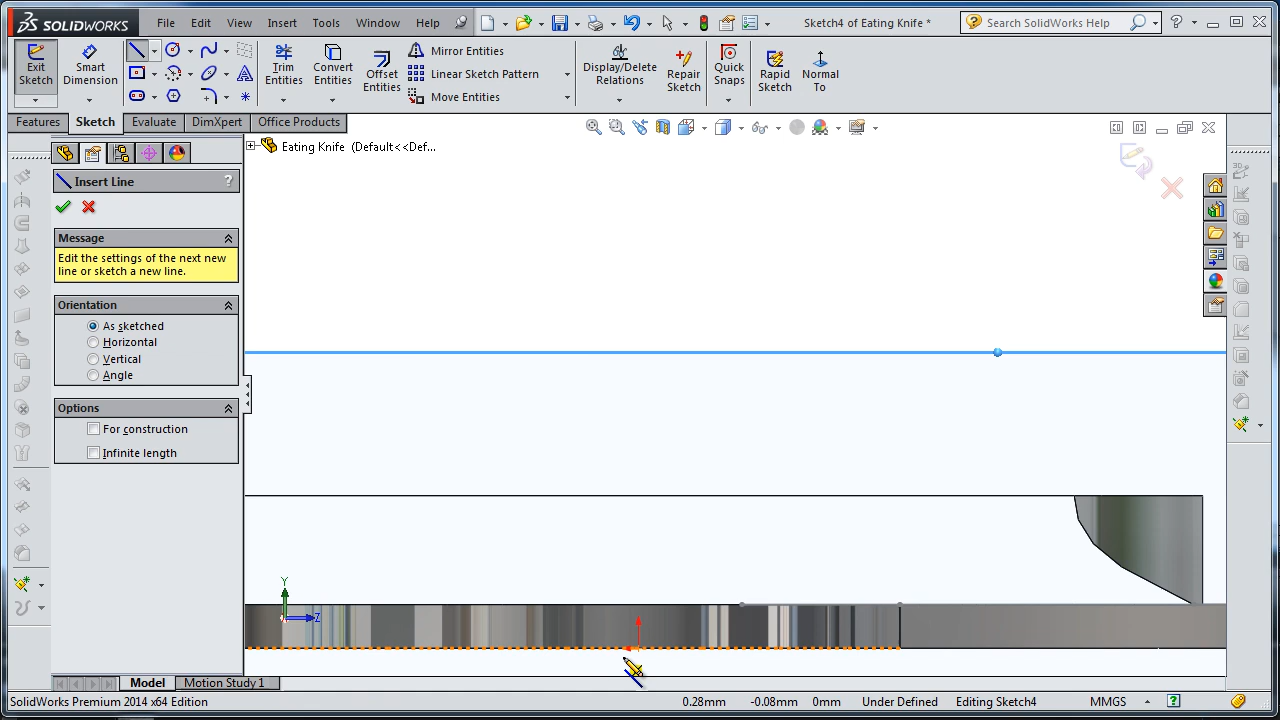 SOLIDWORKS File Edit View Insert Tools Window Help Sketch4 of Eating Knife * Search SolidWorks Help ?
Exit Sketch Smart Dimension Trim Entities Convert Entities Offset Entities Mirror Entities Linear Sketch Pattern Move Entities Display/Delete Relations Repair Sketch Quick Snaps Rapid Sketch Normal To
Features Sketch Evaluate DimXpert Office Products
Eating Knife (Default<<Def...
Insert Line ?
Message
Edit the settings of the next new
line or sketch a new line.
Orientation
As sketched
Horizontal
Vertical
Angle
Options
For construction
Infinite length
Y
Z
Model Motion Study 1
SolidWorks Premium 2014 x64 Edition 0.28mm -0.08mm 0mm Under Defined Editing Sketch4 MMGS ?